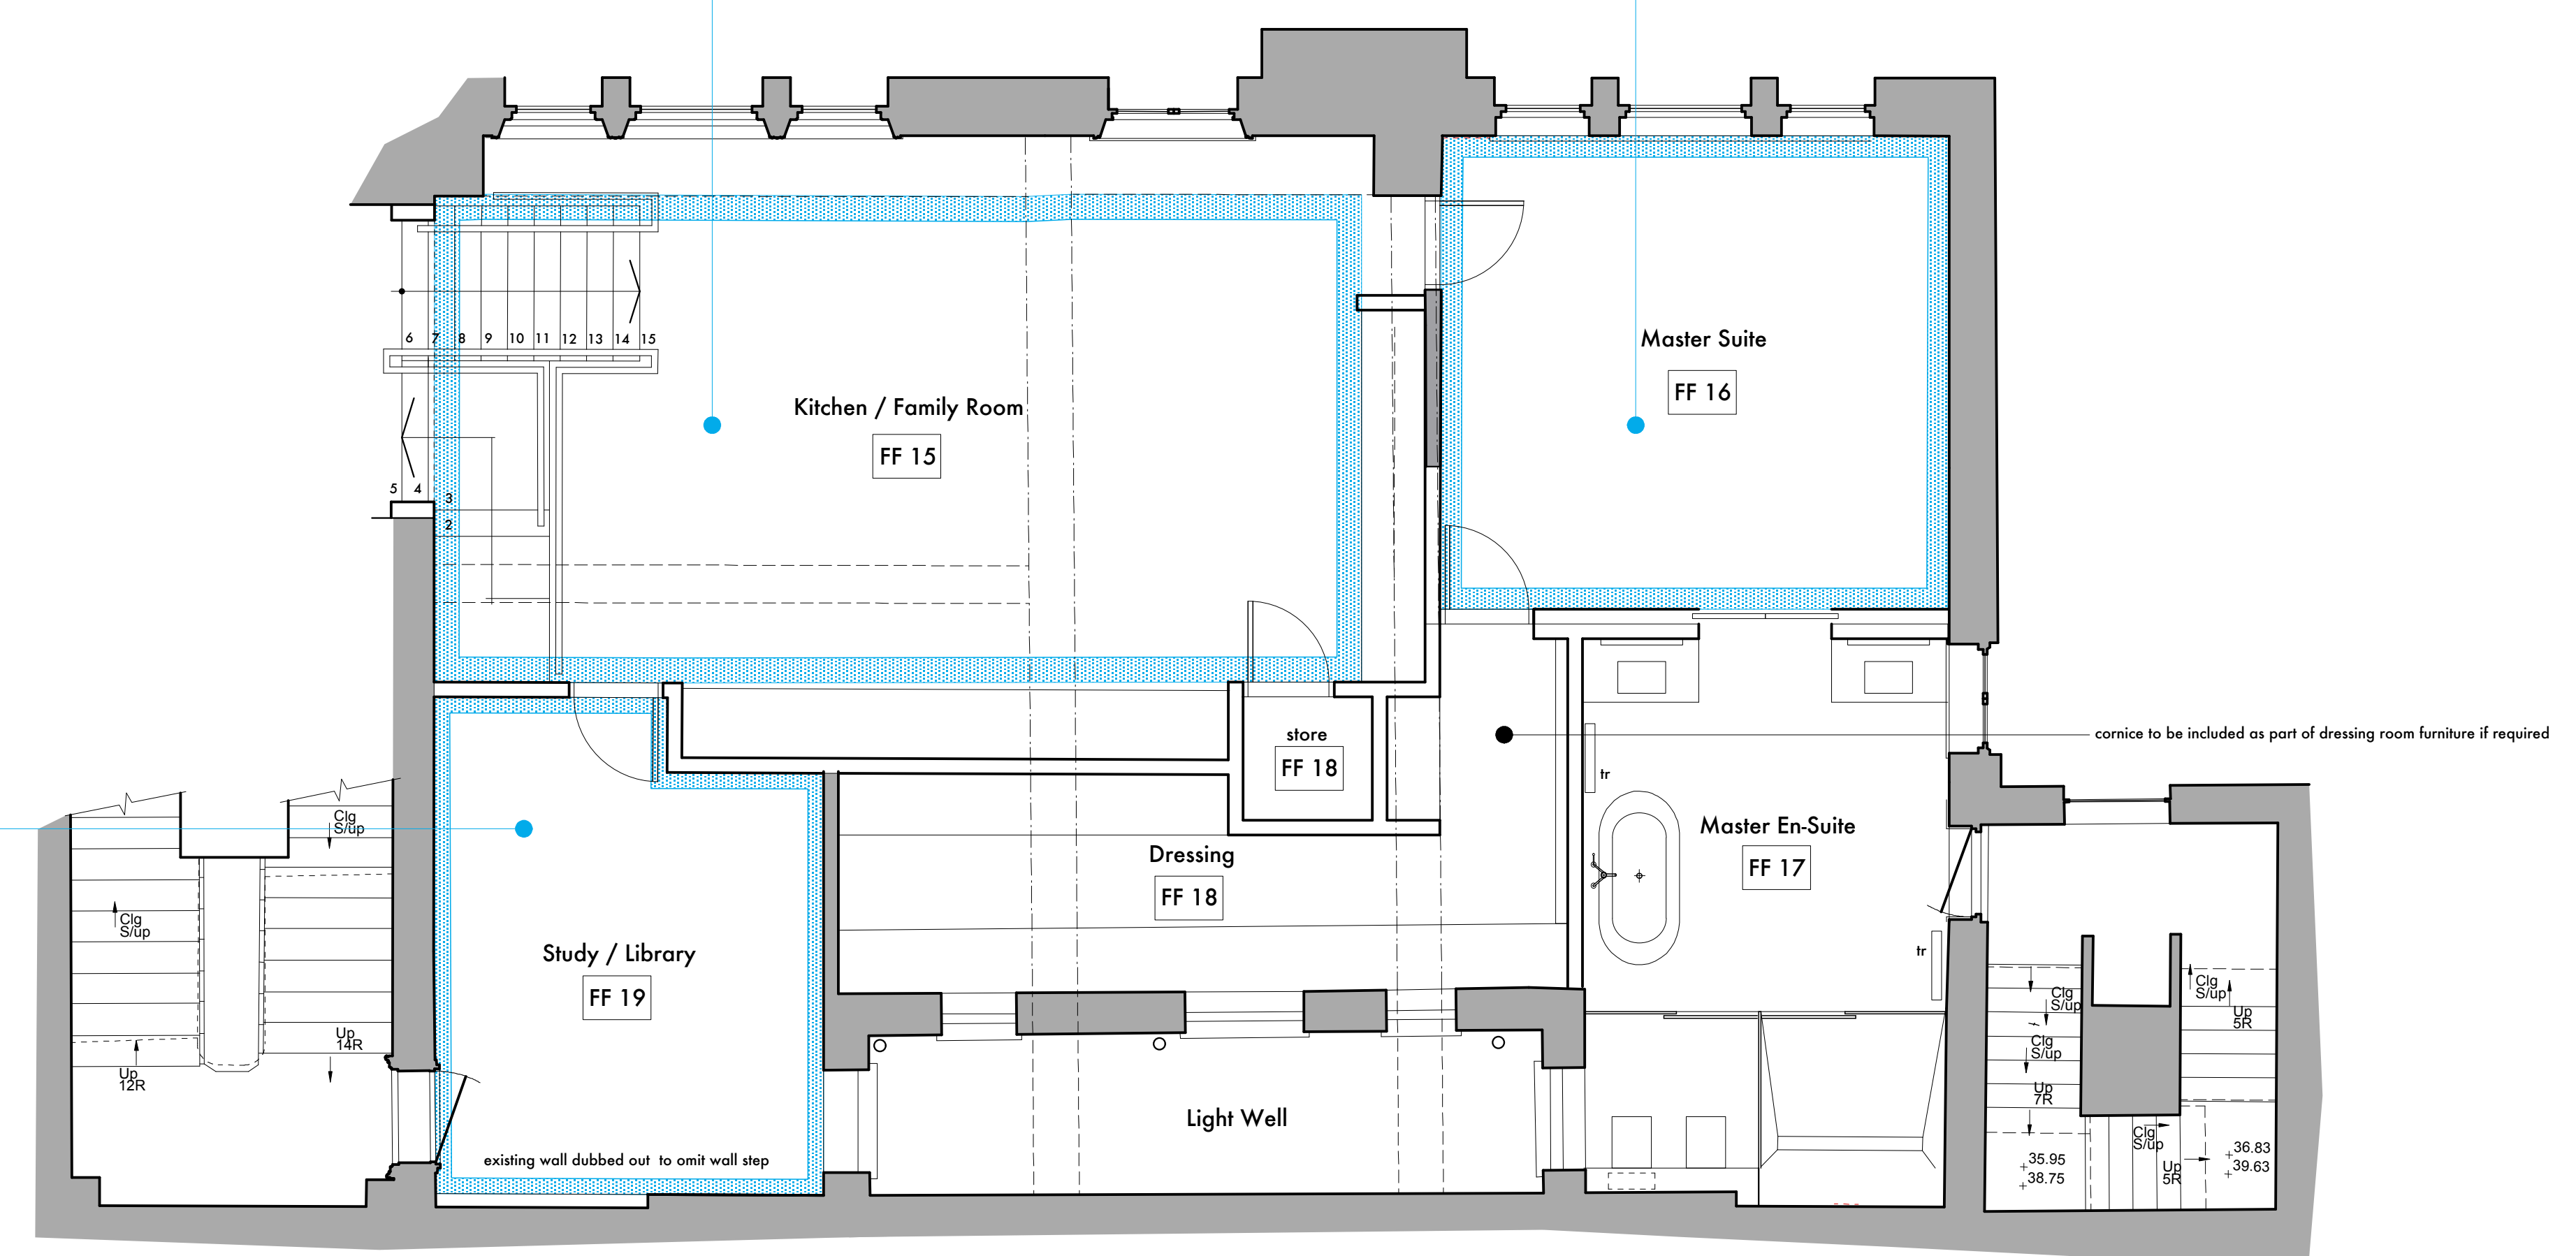 Master Suite
FF 16
6 7 8 9 10 11 12 13 14 15
Kitchen / Family Room
FF 15
5 4
3
2
store
FF 18
cornice to be included as part of dressing room furniture if required
tr
Clg
S/up
Master En-Suite
FF 17
Dressing
FF 18
Clg
S/up
Study / Library
FF 19
tr
Clg
S/up
Clg
S/up
Up
5R
Up
14R
Clg
S/up
Up
12R
Up
7R
Light Well
Clg
S/up
existing wall dubbed out to omit wall step
35.95
38.75
Up
5R
36.83
39.63